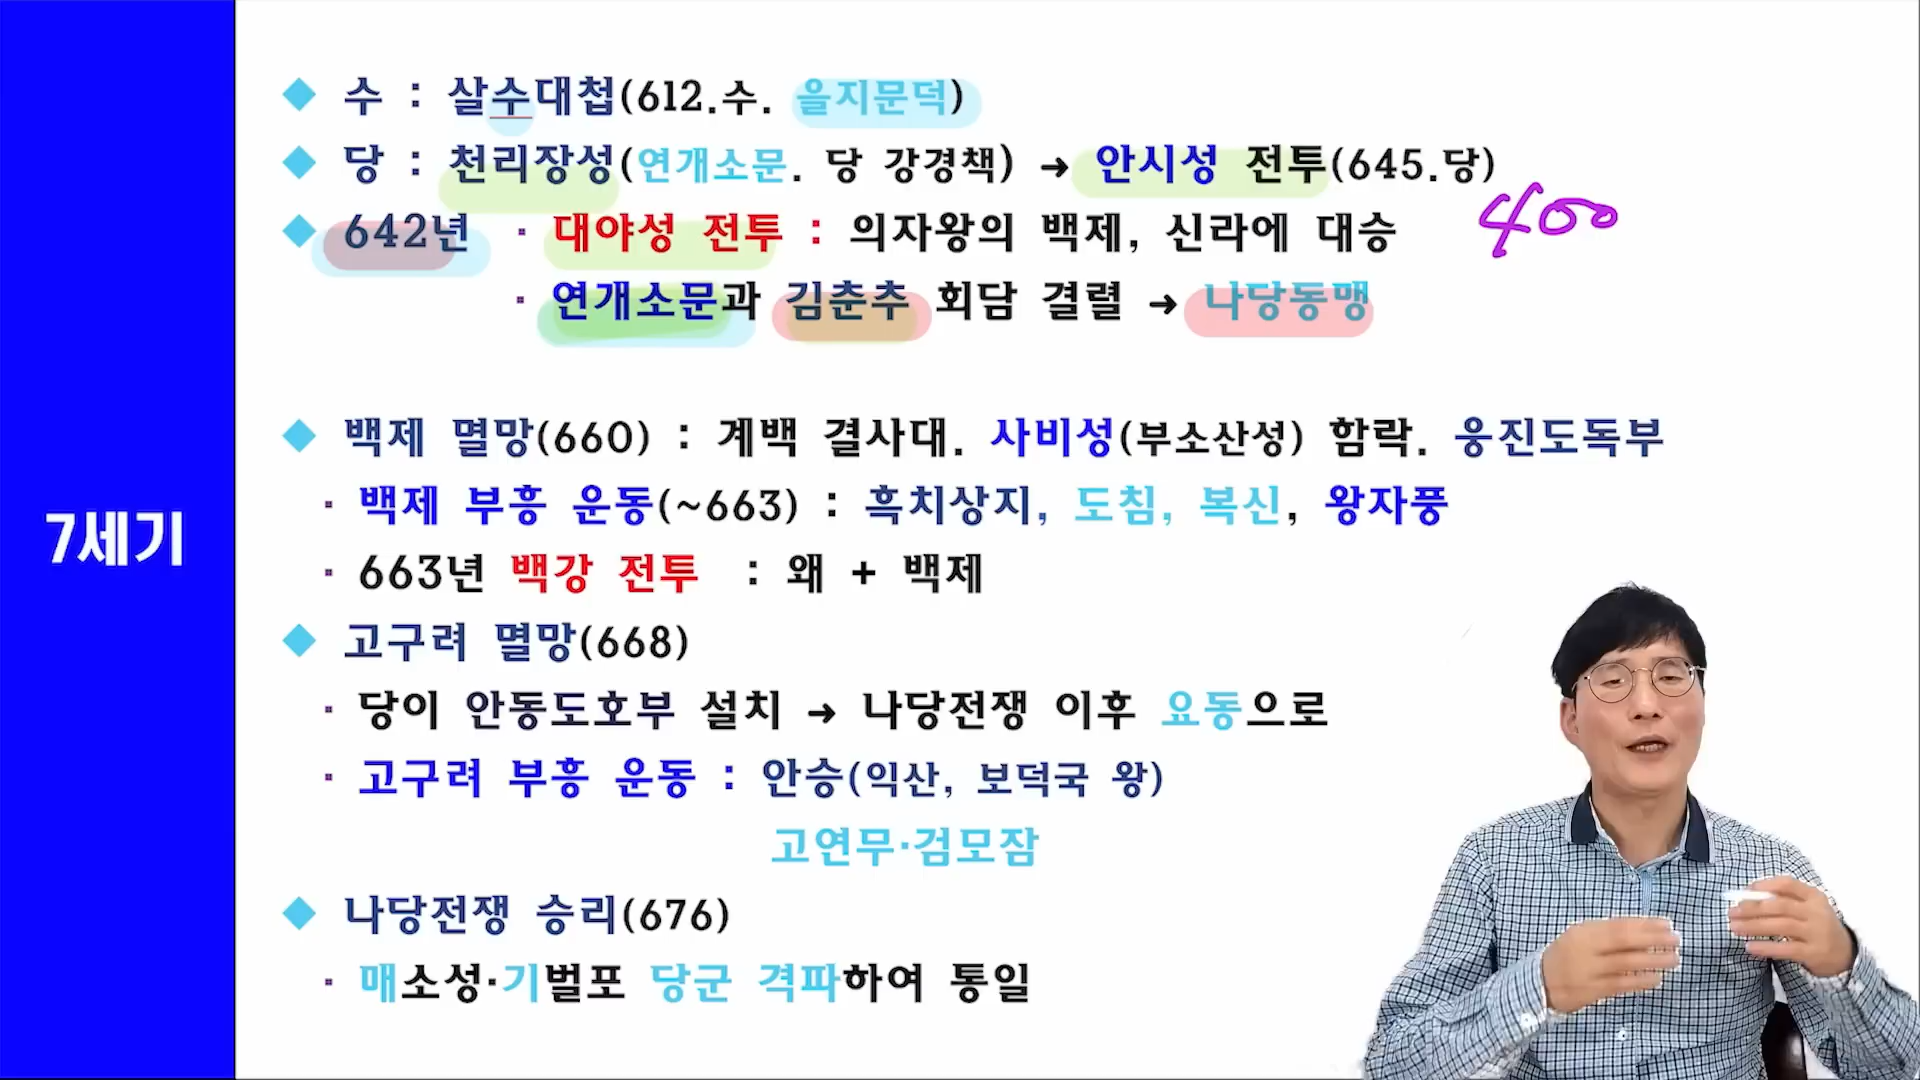 7세기
◆ 수 : 살수대첩(612.수. 을지문덕)
◆ 당 : 천리장성(연개소문. 당 강경책) → 안시성 전투(645.당)
◆ 642년 · 대야성 전투 : 의자왕의 백제, 신라에 대승
400
· 연개소문과 김춘추 회담 결렬 → 나당동맹
◆ 백제 멸망(660) : 계백 결사대. 사비성(부소산성) 함락. 웅진도독부
· 백제 부흥 운동(~663) : 흑치상지, 도침, 복신, 왕자풍
· 663년 백강 전투 : 왜 + 백제
◆ 고구려 멸망(668)
· 당이 안동도호부 설치 → 나당전쟁 이후 요동으로
· 고구려 부흥 운동 : 안승(익산, 보덕국 왕)
고연무·검모잠
◆ 나당전쟁 승리(676)
· 매소성·기벌포 당군 격파하여 통일